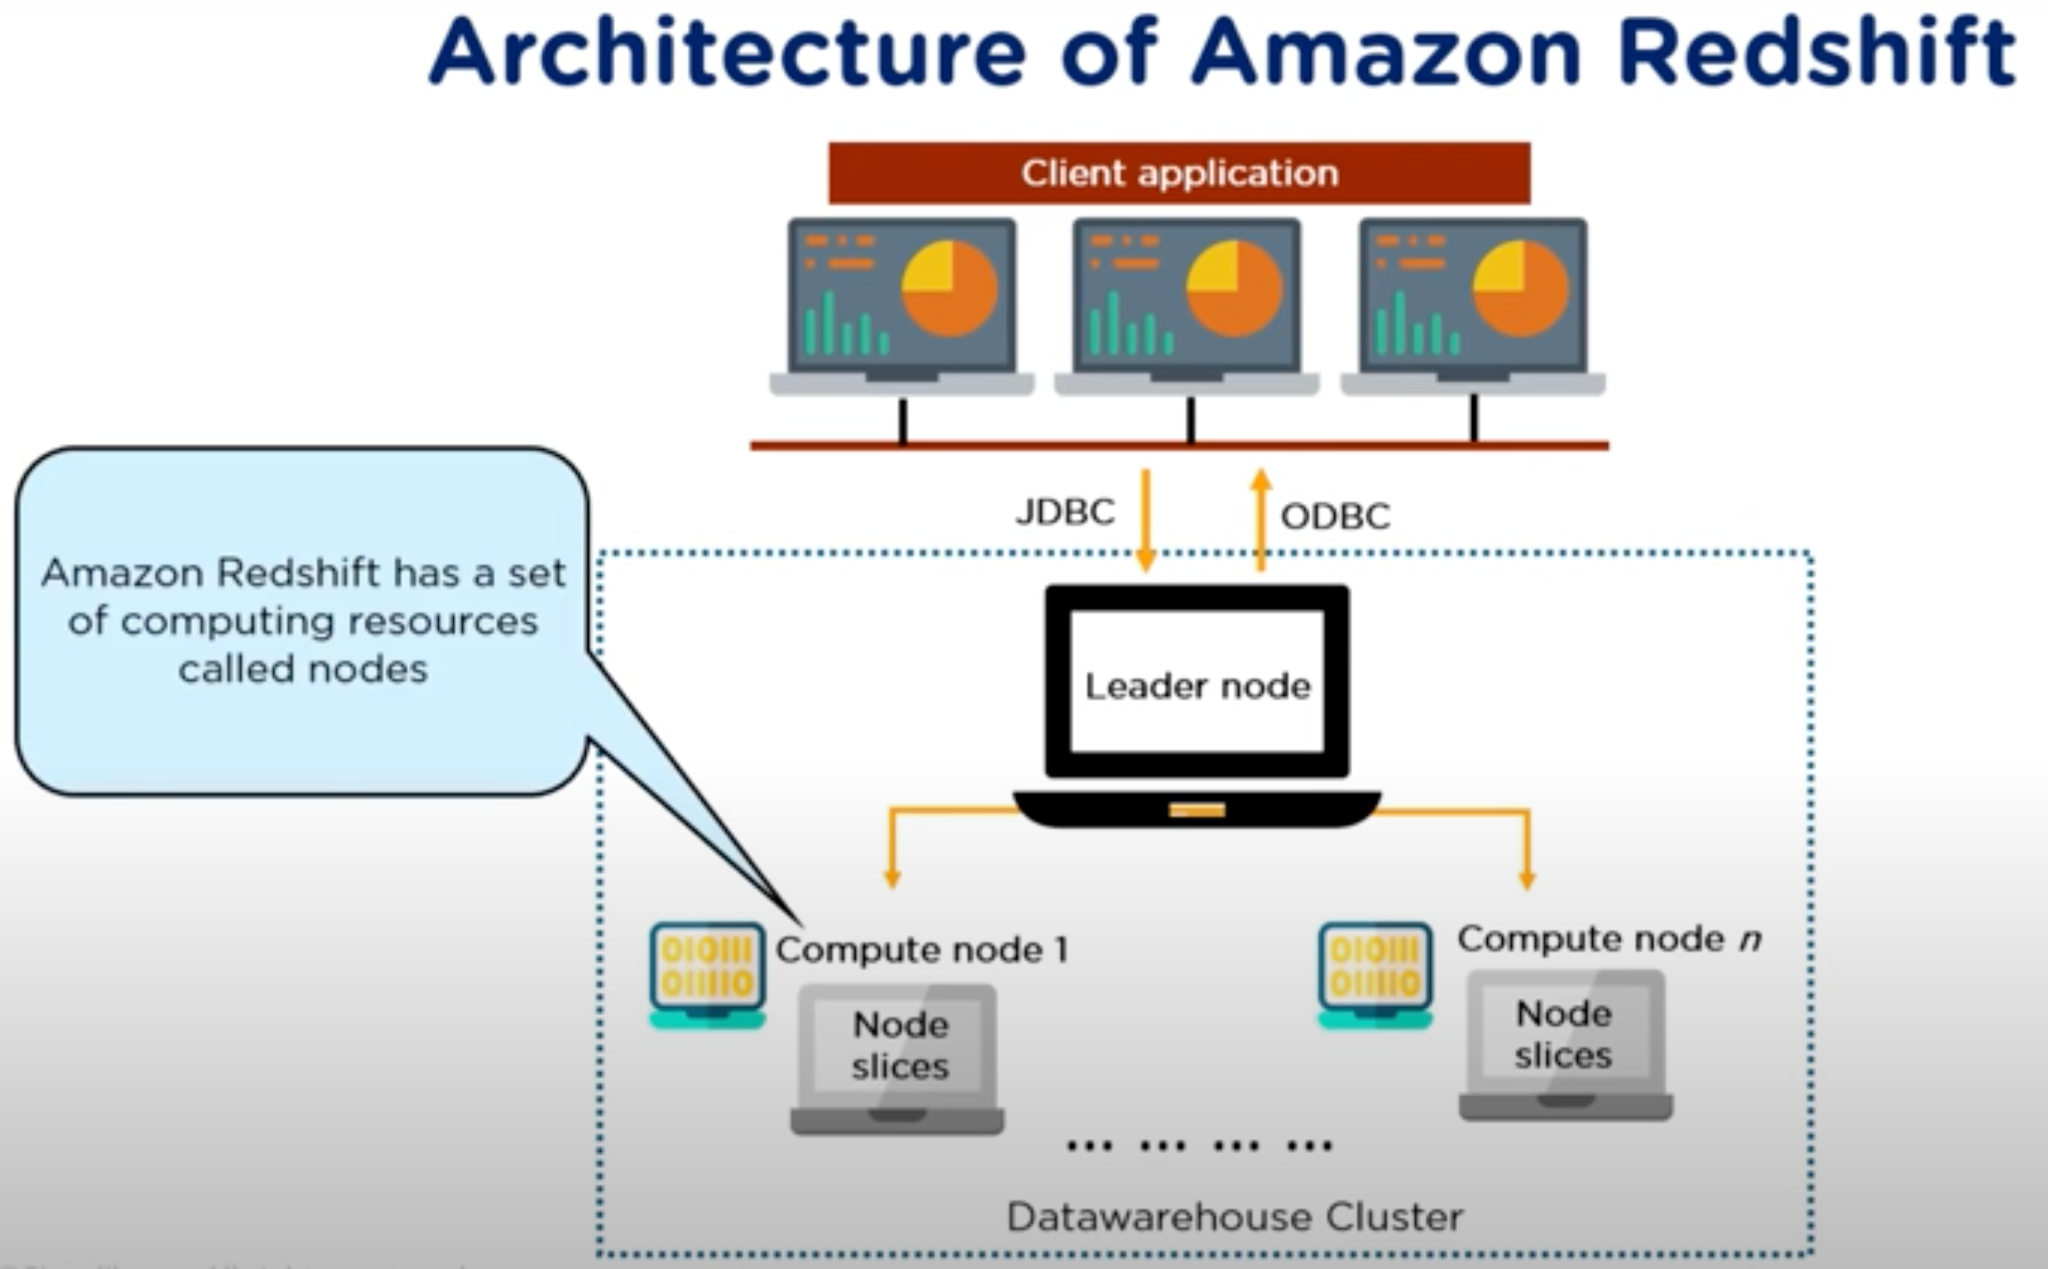 Architecture of Amazon Redshift
Client application
JDBC
ODBC
Amazon Redshift has a set
of computing resources
called nodes
Leader node
Compute node 1
Node
slices
Compute node n
Node
slices
... ... ... ...
Datawarehouse Cluster